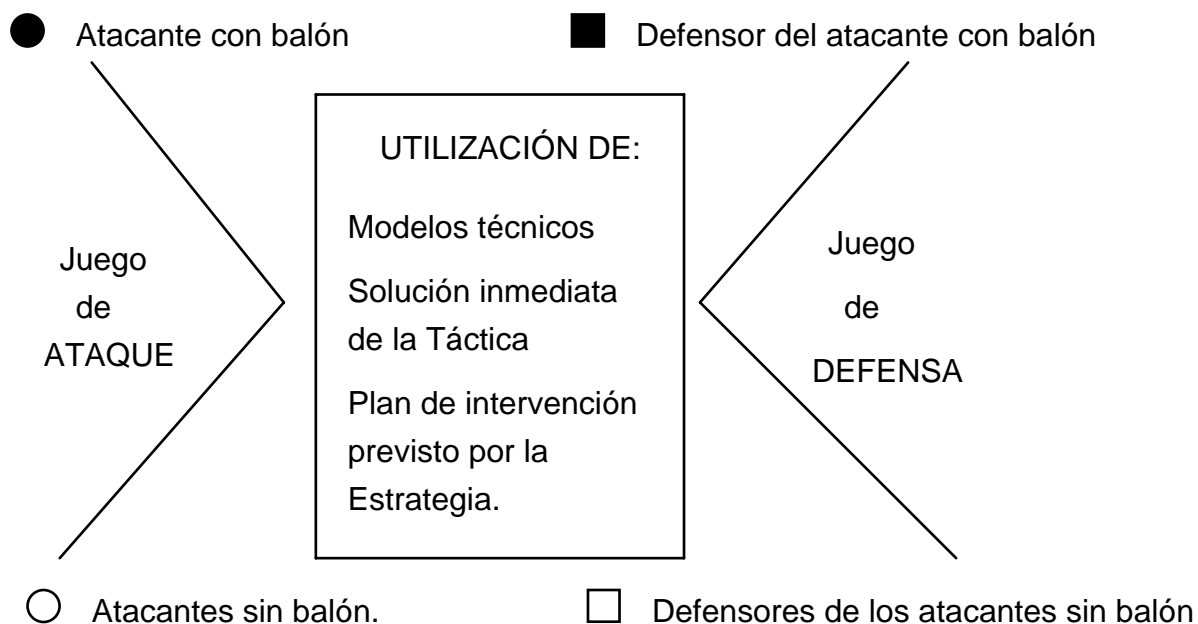 Atacante con balón
Defensor del atacante con balón
UTILIZACIÓN DE:
Modelos técnicos
Solución inmediata
de la Táctica
Plan de intervención
previsto por la
Estrategia.
Juego
de
ATAQUE
Juego
de
DEFENSA
Atacantes sin balón.
Defensores de los atacantes sin balón